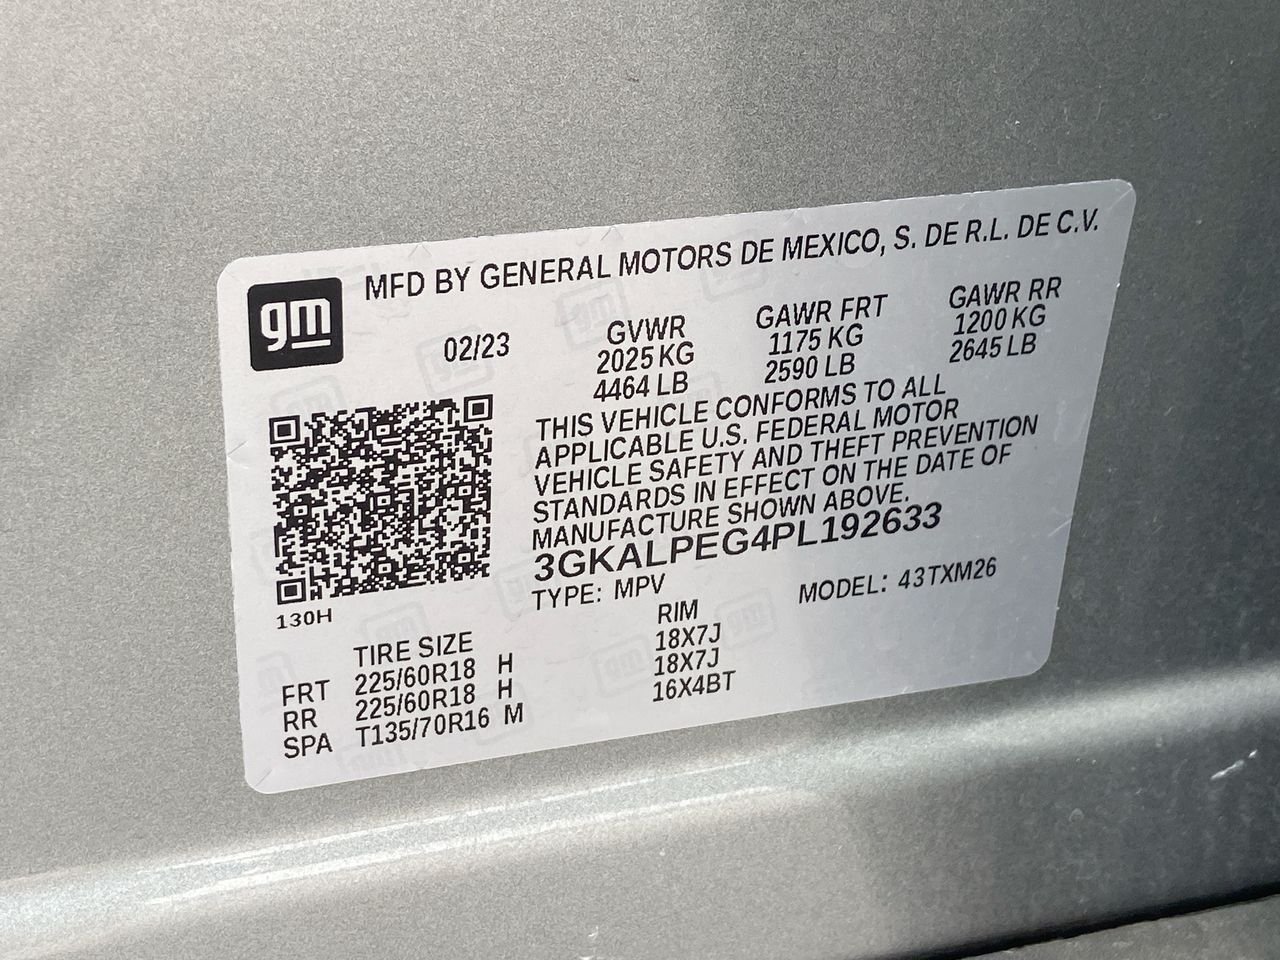 MFD BY GENERAL MOTORS DE MEXICO, S. DE R.L. DE C.V.
gm
02/23
GVWR
2025 KG
4464 LB
GAWR FRT
1175 KG
2590 LB
GAWR RR
1200 KG
2645 LB
THIS VEHICLE CONFORMS TO ALL
APPLICABLE U.S. FEDERAL MOTOR
VEHICLE SAFETY AND THEFT PREVENTION
STANDARDS IN EFFECT ON THE DATE OF
MANUFACTURE SHOWN ABOVE.
3GKALPEG4PL192633
TYPE: MPV MODEL: 43TXM26
130H
TIRE SIZE RIM
FRT 225/60R18 H 18X7J
RR 225/60R18 H 18X7J
SPA T135/70R16 M 16X4BT